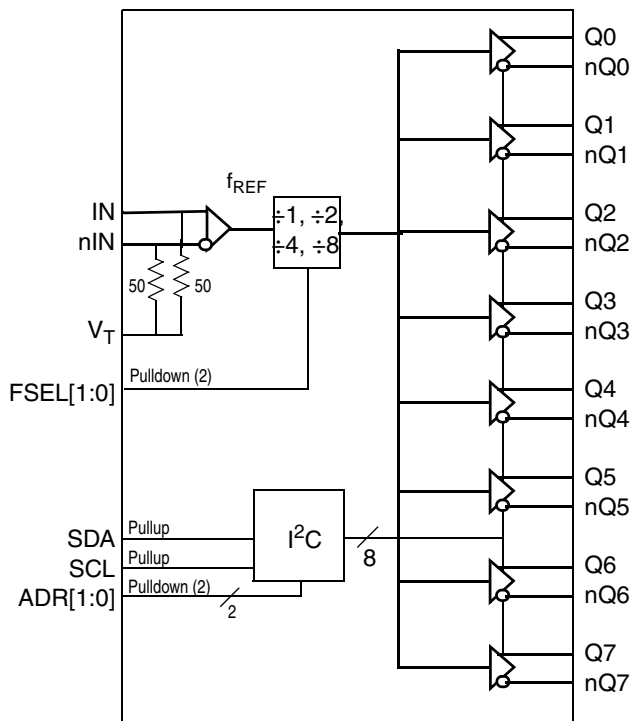 Q0
nQ0
Q1
nQ1
fREF
IN
nIN
÷1, ÷2,
÷4, ÷8
Q2
nQ2
50
50
VT
Q3
nQ3
FSEL[1:0]
Pulldown (2)
Q4
nQ4
Q5
nQ5
SDA
Pullup
I²C
8
SCL
Pullup
ADR[1:0]
Pulldown (2)
2
Q6
nQ6
Q7
nQ7